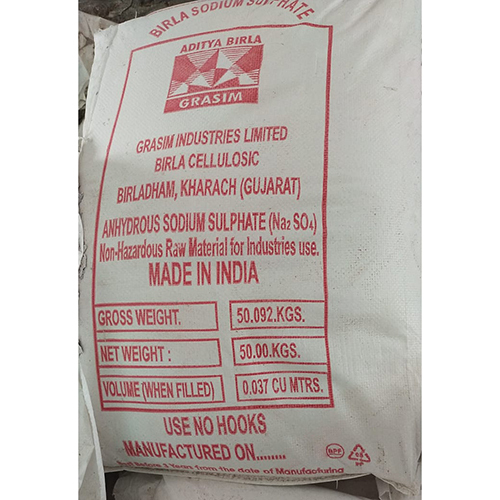 BIRLA SODIUM SULPHATE
ADITYA BIRLA
GRASIM
GRASIM INDUSTRIES LIMITED
BIRLA CELLULOSIC
BIRLADHAM, KHARACH (GUJARAT)
ANHYDROUS SODIUM SULPHATE (Na2 SO4)
Non-Hazardous Raw Material for Industries use.
MADE IN INDIA
GROSS WEIGHT. 50.092.KGS.
NET WEIGHT : 50.00.KGS.
VOLUME (WHEN FILLED) 0.037 CU MTRS.
USE NO HOOKS
MANUFACTURED ON........
Before 3 Years from the date of Manufacturing
PP